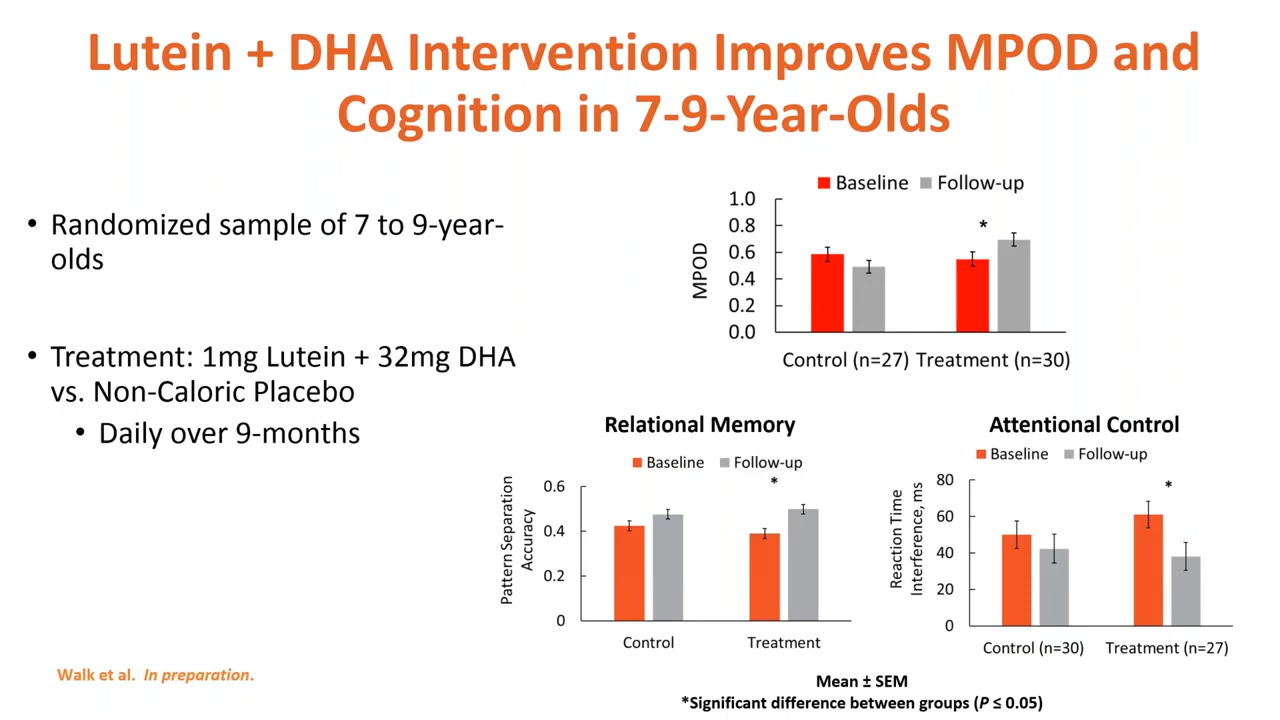 Lutein + DHA Intervention Improves MPOD and
Cognition in 7-9-Year-Olds
• Randomized sample of 7 to 9-year-
olds
• Treatment: 1mg Lutein + 32mg DHA
vs. Non-Caloric Placebo
• Daily over 9-months
Baseline Follow-up
MPOD
1.0
0.8
0.6
0.4
0.2
0.0
*
Control (n=27) Treatment (n=30)
Relational Memory
Baseline Follow-up
Pattern Separation
Accuracy
0.6
0.4
0.2
0
*
Control Treatment
Attentional Control
Baseline Follow-up
Reaction Time
Interference, ms
80
60
40
20
0
*
Control (n=30) Treatment (n=27)
Walk et al. In preparation.
Mean ± SEM
*Significant difference between groups (P ≤ 0.05)